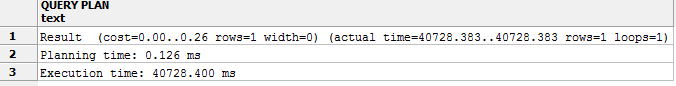 QUERY PLAN
text
1 Result  (cost=0.00..0.26 rows=1 width=0) (actual time=40728.383..40728.383 rows=1 loops=1)
2 Planning time: 0.126 ms
3 Execution time: 40728.400 ms